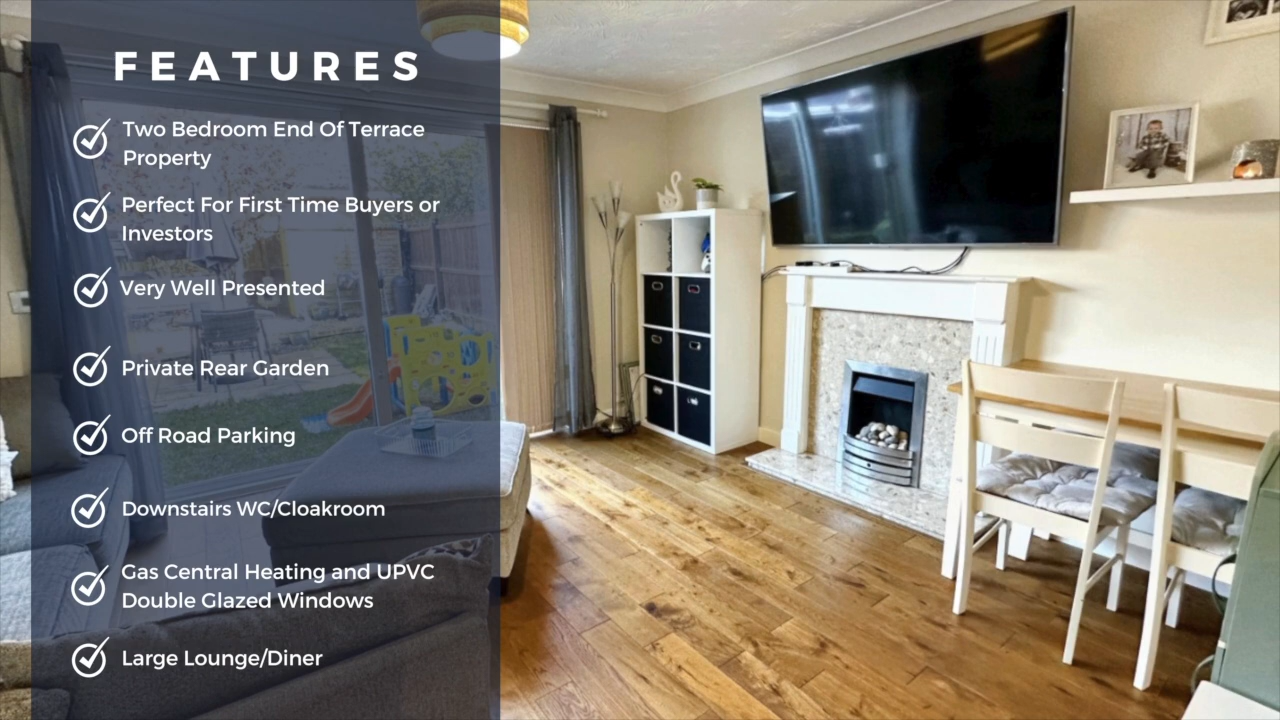 FEATURES
Two Bedroom End Of Terrace
Property
Perfect For First Time Buyers or
Investors
Very Well Presented
Private Rear Garden
Off Road Parking
Downstairs WC/Cloakroom
Gas Central Heating and UPVC
Double Glazed Windows
Large Lounge/Diner